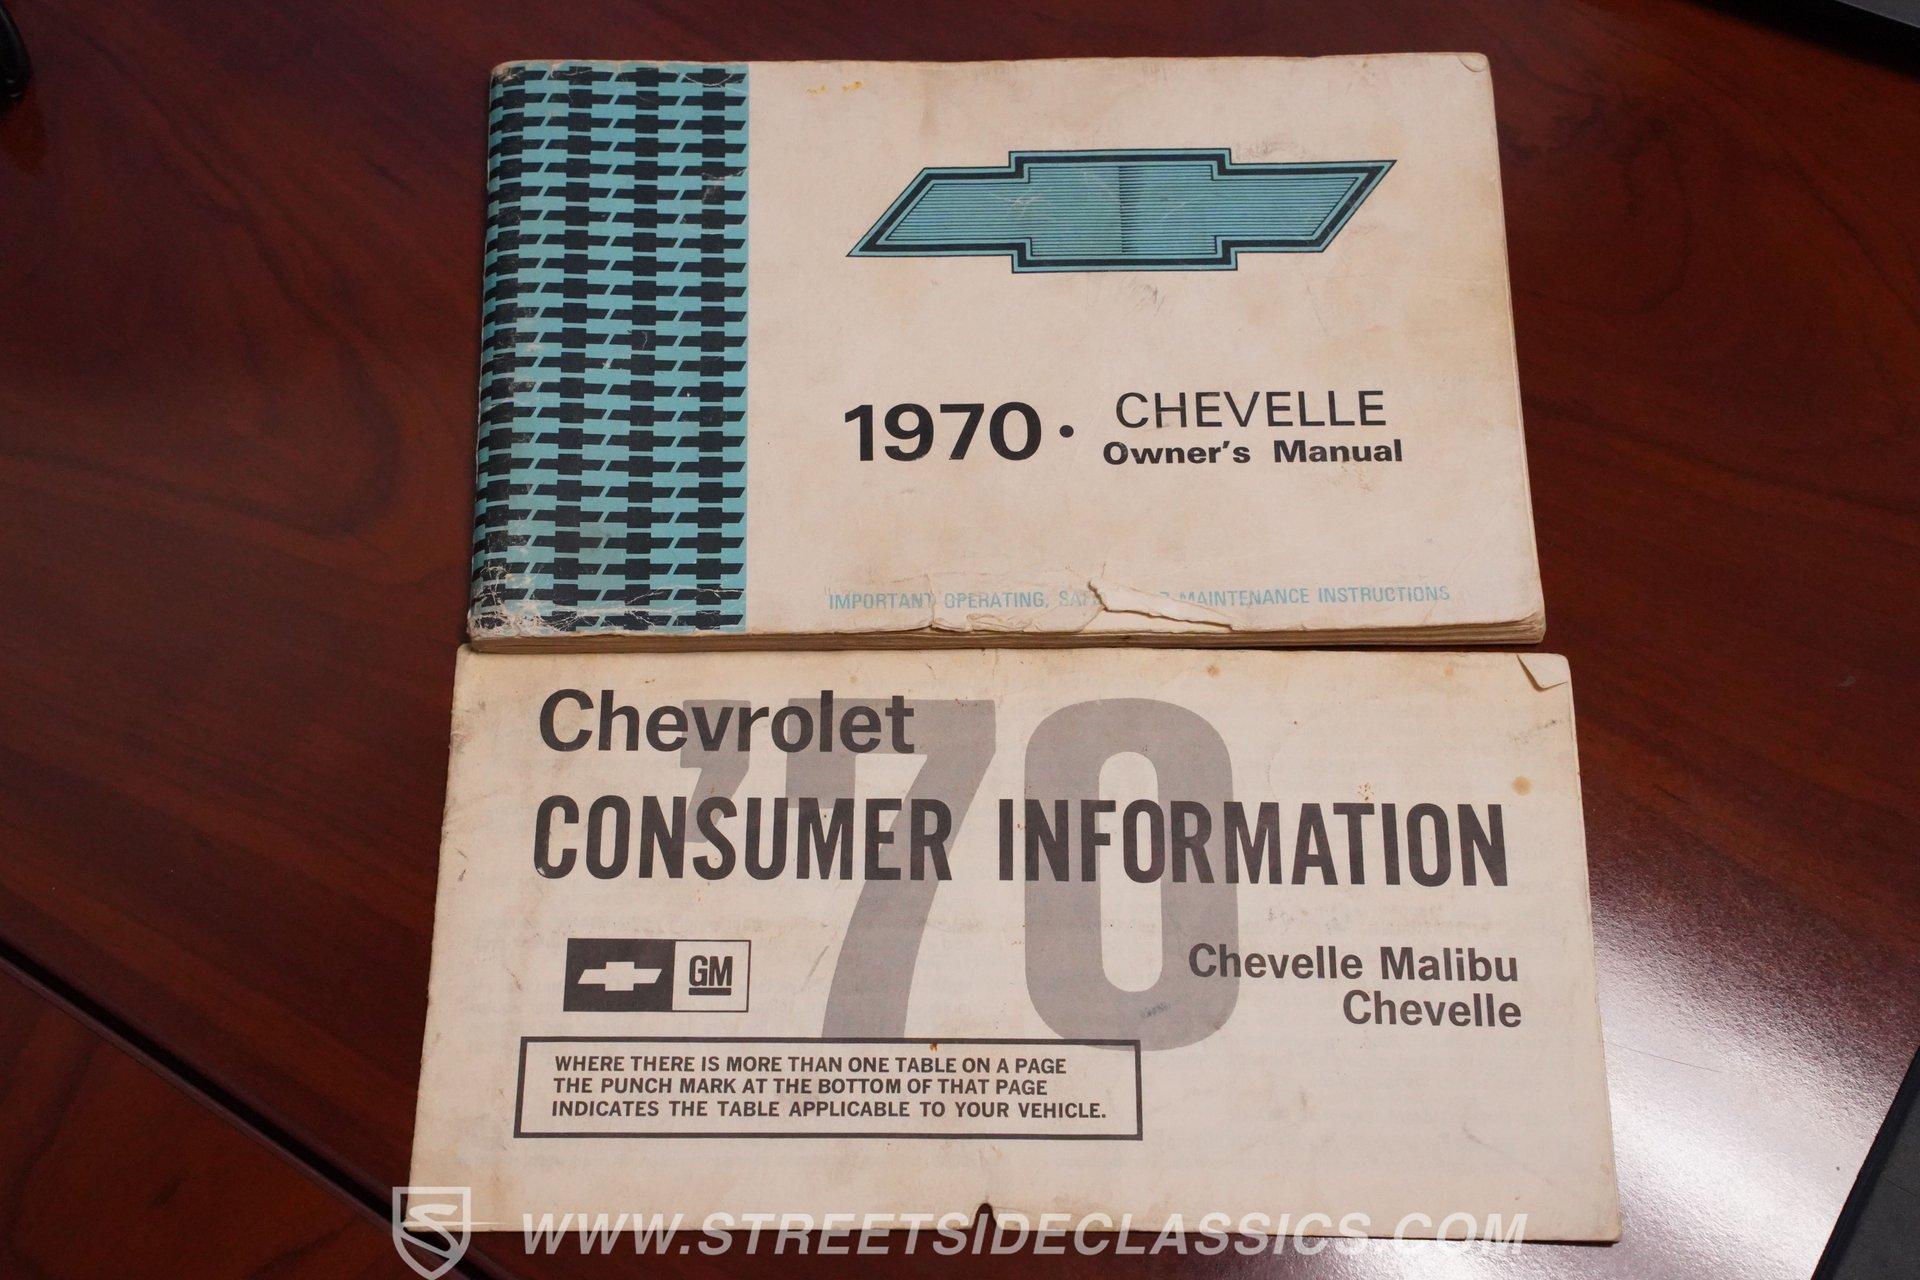 1970 • CHEVELLE
Owner's Manual
IMPORTANT OPERATING, MAINTENANCE INSTRUCTIONS
Chevrolet
'70
CONSUMER INFORMATION
GM
Chevelle Malibu
Chevelle
WHERE THERE IS MORE THAN ONE TABLE ON A PAGE
THE PUNCH MARK AT THE BOTTOM OF THAT PAGE
INDICATES THE TABLE APPLICABLE TO YOUR VEHICLE.
WWW.STREETSIDECLASSICS.COM